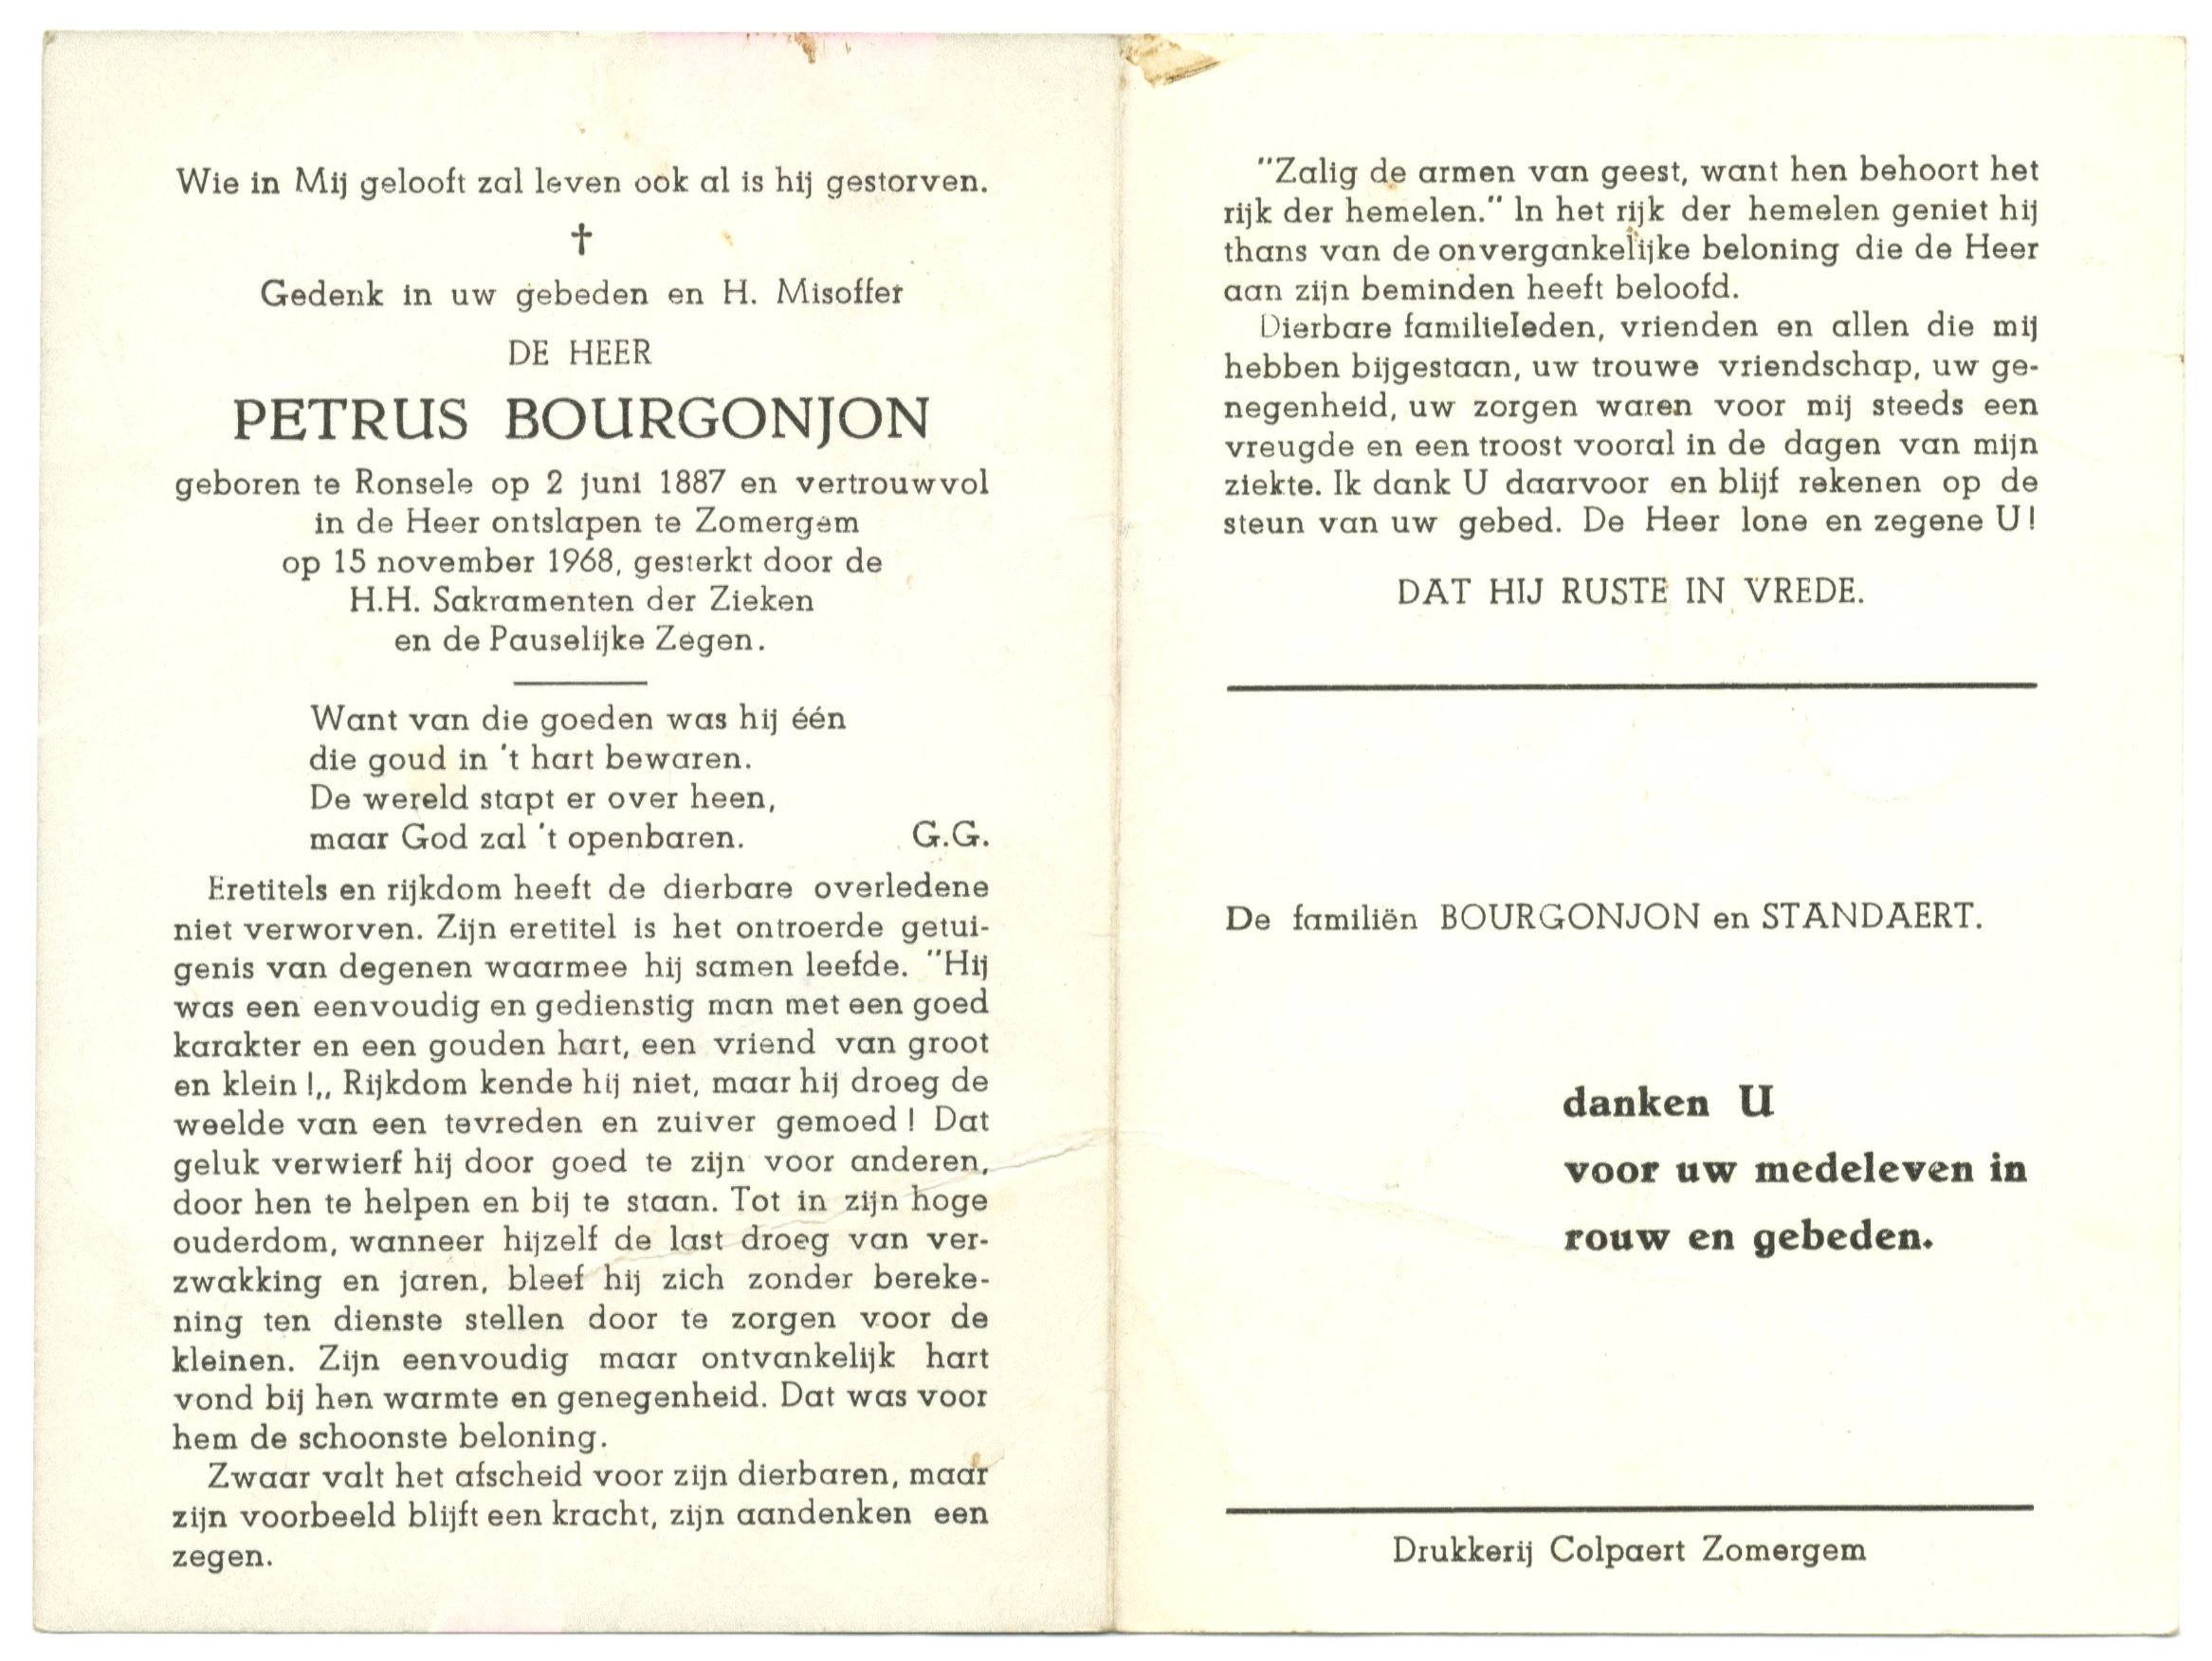 Wie in Mij gelooft zal leven ook al is hij gestorven.
†
Gedenk in uw gebeden en H. Misoffer
DE HEER
PETRUS BOURGONJON
geboren te Ronsele op 2 juni 1887 en vertrouwvol
in de Heer ontslapen te Zomergem
op 15 november 1968, gesterkt door de
H.H. Sakramenten der Zieken
en de Pauselijke Zegen.
Want van die goeden was hij één
die goud in 't hart bewaren.
De wereld stapt er over heen,
maar God zal 't openbaren. G.G.
Eretitels en rijkdom heeft de dierbare overledene
niet verworven. Zijn eretitel is het ontroerde getui-
genis van degenen waarmee hij samen leefde. "Hij
was een eenvoudig en gedienstig man met een goed
karakter en een gouden hart, een vriend van groot
en klein !„ Rijkdom kende hij niet, maar hij droeg de
weelde van een tevreden en zuiver gemoed ! Dat
geluk verwierf hij door goed te zijn voor anderen,
door hen te helpen en bij te staan. Tot in zijn hoge
ouderdom, wanneer hijzelf de last droeg van ver-
zwakking en jaren, bleef hij zich zonder bereke-
ning ten dienste stellen door te zorgen voor de
kleinen. Zijn eenvoudig maar ontvankelijk hart
vond bij hen warmte en genegenheid. Dat was voor
hem de schoonste beloning.
Zwaar valt het afscheid voor zijn dierbaren, maar
zijn voorbeeld blijft een kracht, zijn aandenken een
zegen.
"Zalig de armen van geest, want hen behoort het
rijk der hemelen." In het rijk der hemelen geniet hij
thans van de onvergankelijke beloning die de Heer
aan zijn beminden heeft beloofd.
Dierbare familieleden, vrienden en allen die mij
hebben bijgestaan, uw trouwe vriendschap, uw ge-
negenheid, uw zorgen waren voor mij steeds een
vreugde en een troost vooral in de dagen van mijn
ziekte. Ik dank U daarvoor en blijf rekenen op de
steun van uw gebed. De Heer lone en zegene U !
DAT HIJ RUSTE IN VREDE.
De familiën BOURGONJON en STANDAERT.
danken U
voor uw medeleven in
rouw en gebeden.
Drukkerij Colpaert Zomergem